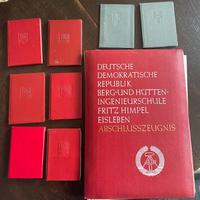 DEUTSCHE
DEMOKRATISCHE
REPUBLIK
BERG-UND HÜTTEN-
INGENIEURSCHULE
FRITZ HIMPEL
EISLEBEN
ABSCHLUSSZEUGNIS